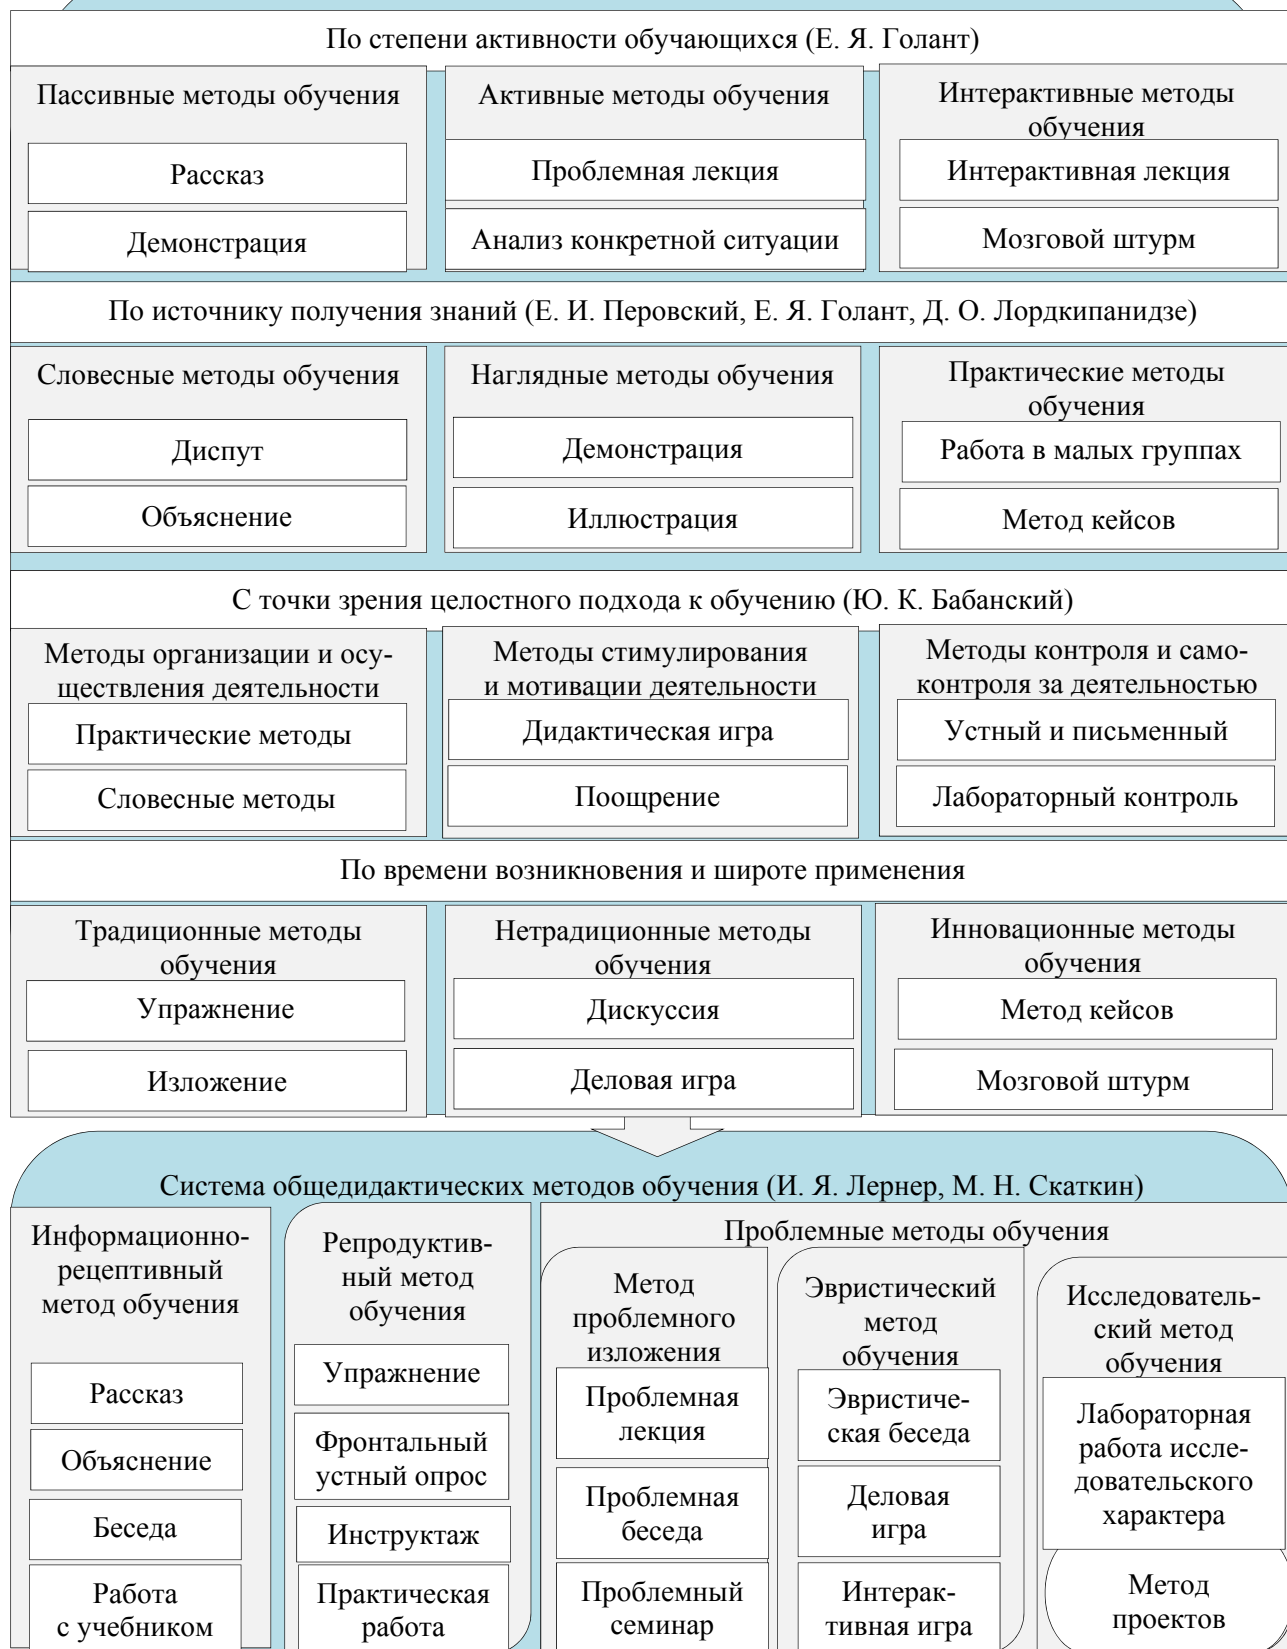 По степени активности обучающихся (Е. Я. Голант)
Пассивные методы обучения
Рассказ
Демонстрация
Активные методы обучения
Проблемная лекция
Анализ конкретной ситуации
Интерактивные методы
обучения
Интерактивная лекция
Мозговой штурм
По источнику получения знаний (Е. И. Перовский, Е. Я. Голант, Д. О. Лордкипанидзе)
Словесные методы обучения
Диспут
Объяснение
Наглядные методы обучения
Демонстрация
Иллюстрация
Практические методы
обучения
Работа в малых группах
Метод кейсов
С точки зрения целостного подхода к обучению (Ю. К. Бабанский)
Методы организации и осу-
ществления деятельности
Практические методы
Словесные методы
Методы стимулирования
и мотивации деятельности
Дидактическая игра
Поощрение
Методы контроля и само-
контроля за деятельностью
Устный и письменный
Лабораторный контроль
По времени возникновения и широте применения
Традиционные методы
обучения
Упражнение
Изложение
Нетрадиционные методы
обучения
Дискуссия
Деловая игра
Инновационные методы
обучения
Метод кейсов
Мозговой штурм
Система общедидактических методов обучения (И. Я. Лернер, М. Н. Скаткин)
Информационно-
рецептивный
метод обучения
Рассказ
Объяснение
Беседа
Работа
с учебником
Репродуктив-
ный метод
обучения
Упражнение
Фронтальный
устный опрос
Инструктаж
Практическая
работа
Проблемные методы обучения
Метод
проблемного
изложения
Проблемная
лекция
Проблемная
беседа
Проблемный
семинар
Эвристический
метод
обучения
Эвристиче-
ская беседа
Деловая
игра
Интерак-
тивная игра
Исследователь-
ский метод
обучения
Лабораторная
работа иссле-
довательского
характера
Метод
проектов